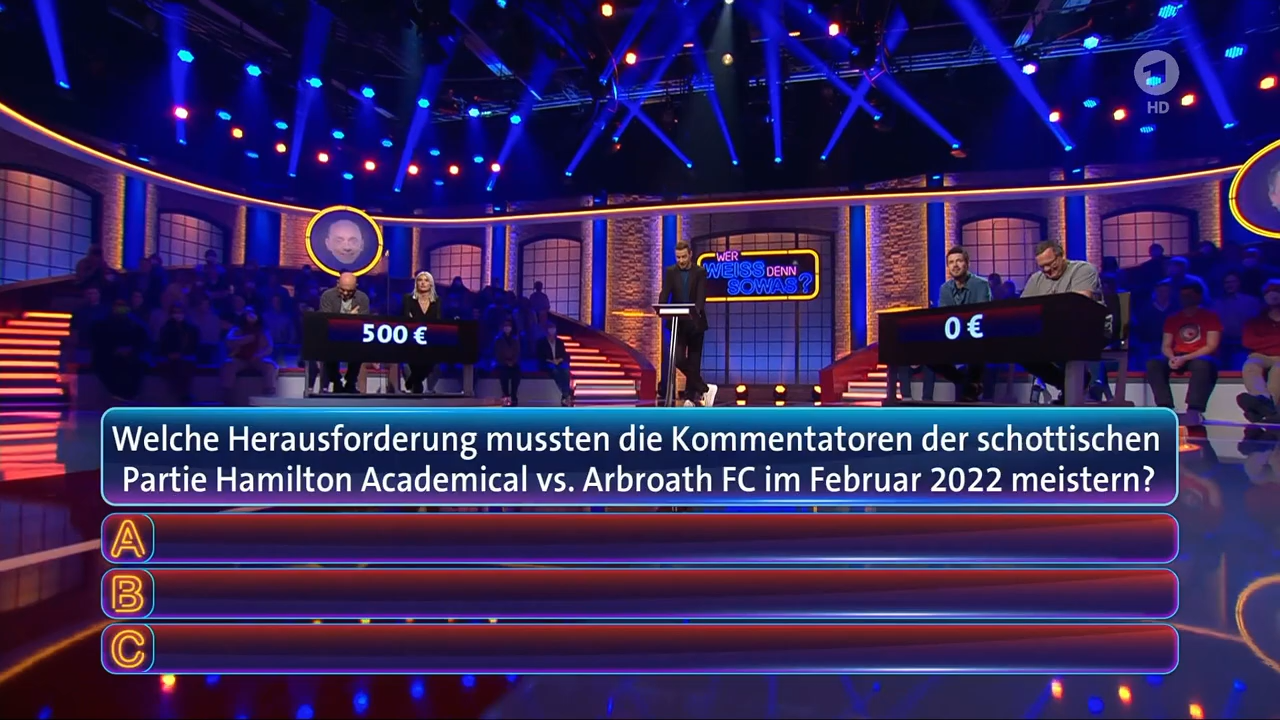 HD
WER
WEISS DENN
SOWAS?
500 €
0 €
Welche Herausforderung mussten die Kommentatoren der schottischen
Partie Hamilton Academical vs. Arbroath FC im Februar 2022 meistern?
A
B
C